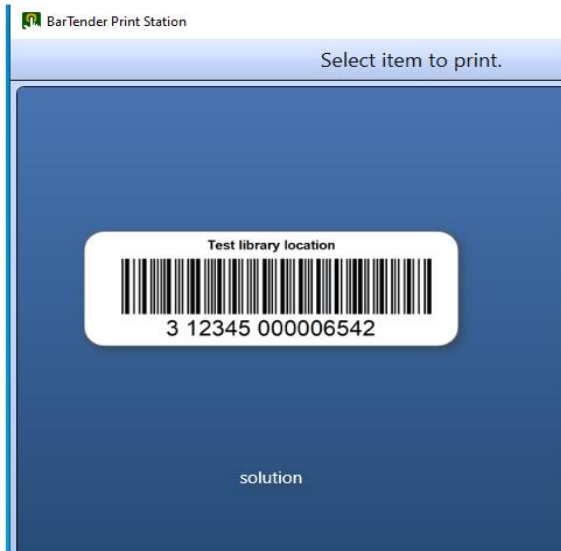 BarTender Print Station
Select item to print.
Test library location
3 12345 000006542
solution